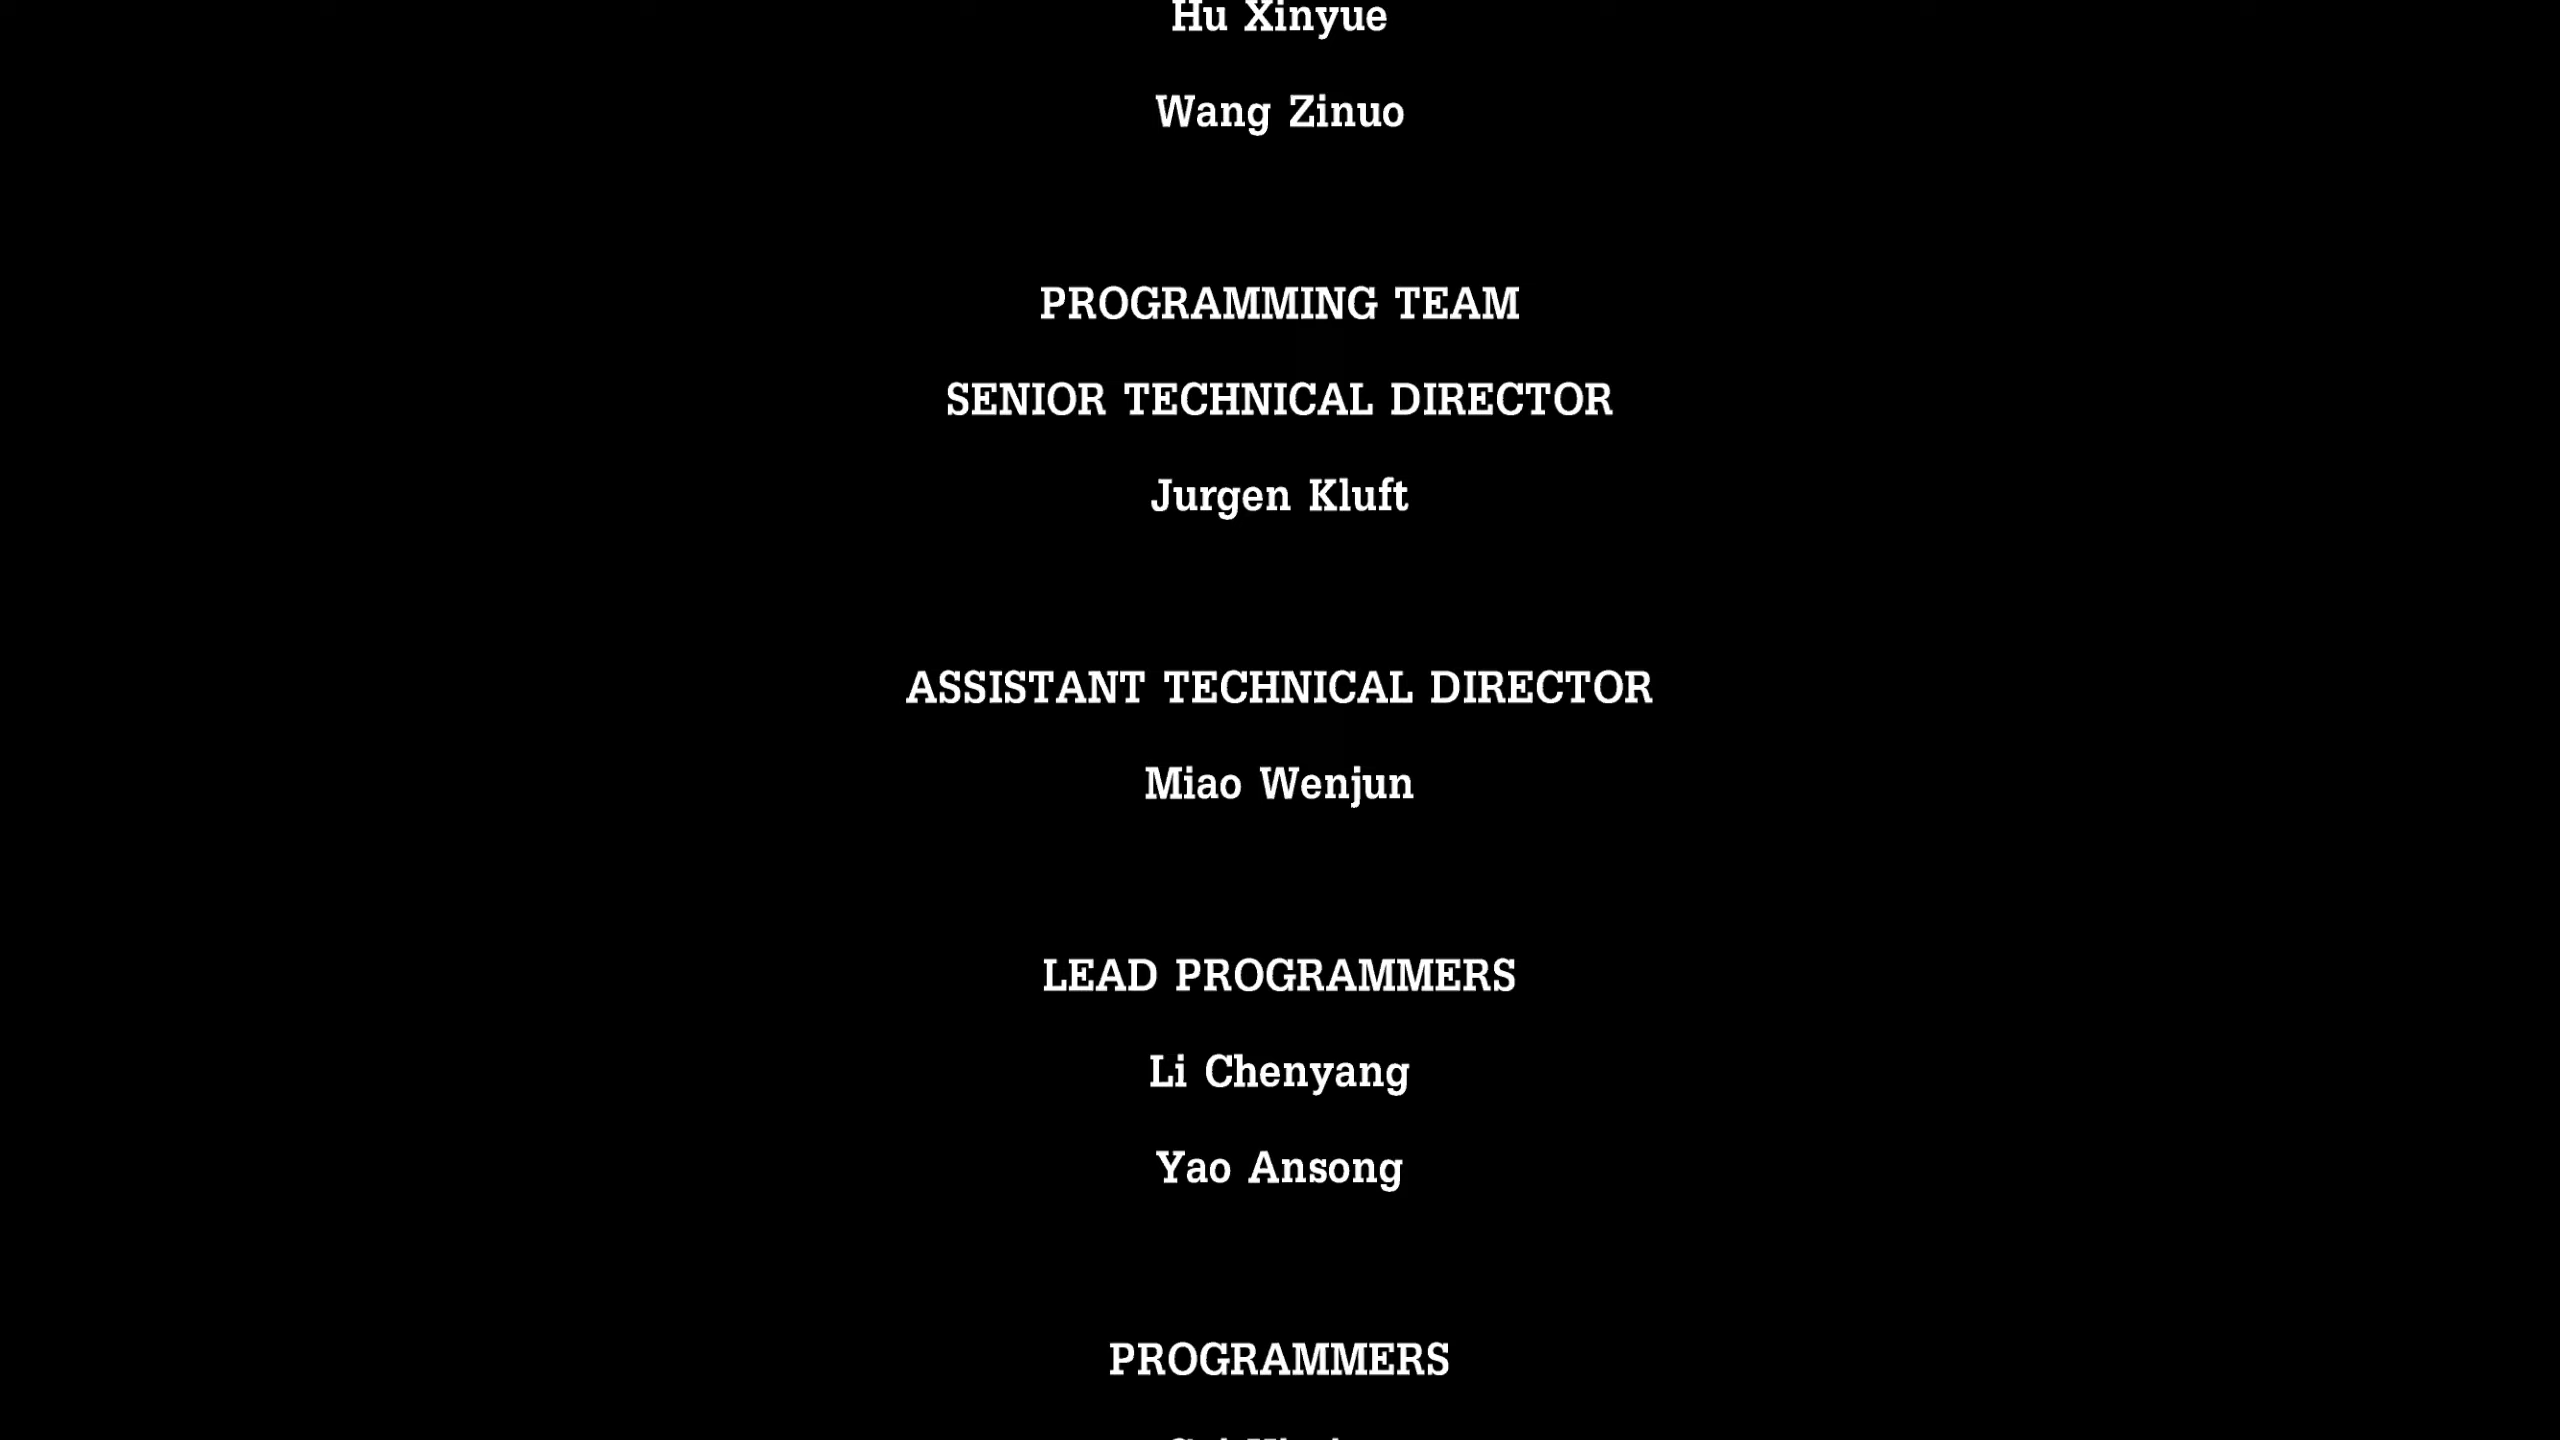 Hu Xinyue
Wang Zinuo
PROGRAMMING TEAM
SENIOR TECHNICAL DIRECTOR
Jurgen Kluft
ASSISTANT TECHNICAL DIRECTOR
Miao Wenjun
LEAD PROGRAMMERS
Li Chenyang
Yao Ansong
PROGRAMMERS